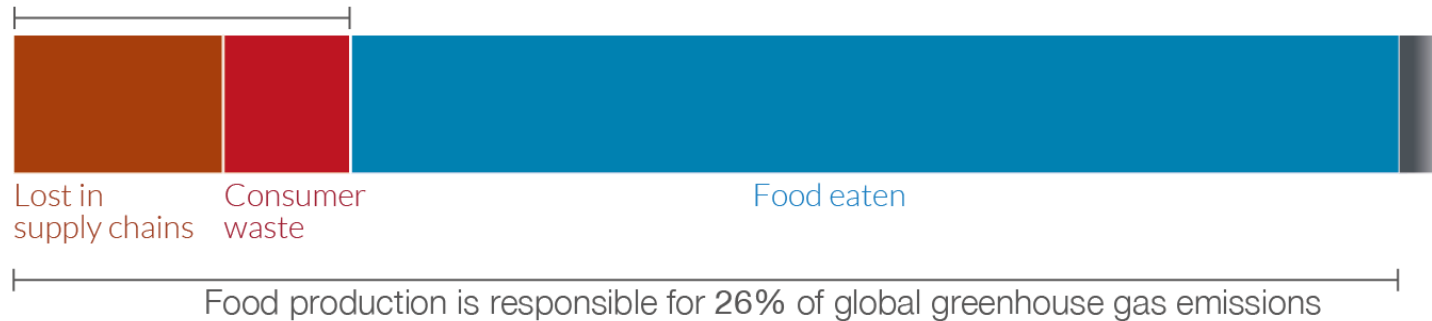 Lost in
supply chains
Consumer
waste
Food eaten
Food production is responsible for 26% of global greenhouse gas emissions